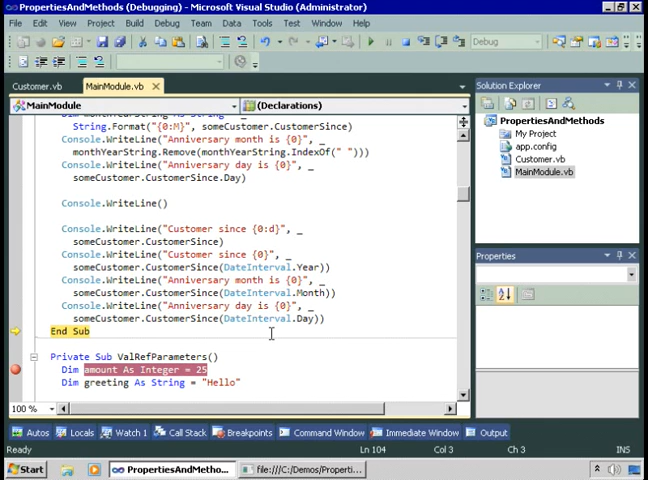 PropertiesAndMethods (Debugging) - Microsoft Visual Studio (Administrator)
File Edit View Project Build Debug Team Data Tools Test Window Help
Debug
Customer.vb MainModule.vb
MainModule (Declarations)
Dim monthYearString As String _
String.Format("{0:M}", someCustomer.CustomerSince)
Console.WriteLine("Anniversary month is {0}", _
monthYearString.Remove(monthYearString.IndexOf(" ")))
Console.WriteLine("Anniversary day is {0}", _
someCustomer.CustomerSince.Day)
Console.WriteLine()
Console.WriteLine("Customer since {0:d}", _
someCustomer.CustomerSince)
Console.WriteLine("Customer since {0}", _
someCustomer.CustomerSince(DateInterval.Year))
Console.WriteLine("Anniversary month is {0}", _
someCustomer.CustomerSince(DateInterval.Month))
Console.WriteLine("Anniversary day is {0}", _
someCustomer.CustomerSince(DateInterval.Day))
End Sub
Private Sub ValRefParameters()
Dim amount As Integer = 25
Dim greeting As String = "Hello"
100 %
Solution Explorer
PropertiesAndMethods
My Project
app.config
Customer.vb
MainModule.vb
Properties
Autos Locals Watch 1 Call Stack Breakpoints Command Window Immediate Window Output
Ready Ln 104 Col 3 Ch 3 INS
Start PropertiesAndMetho... file:///C:/Demos/Properti...